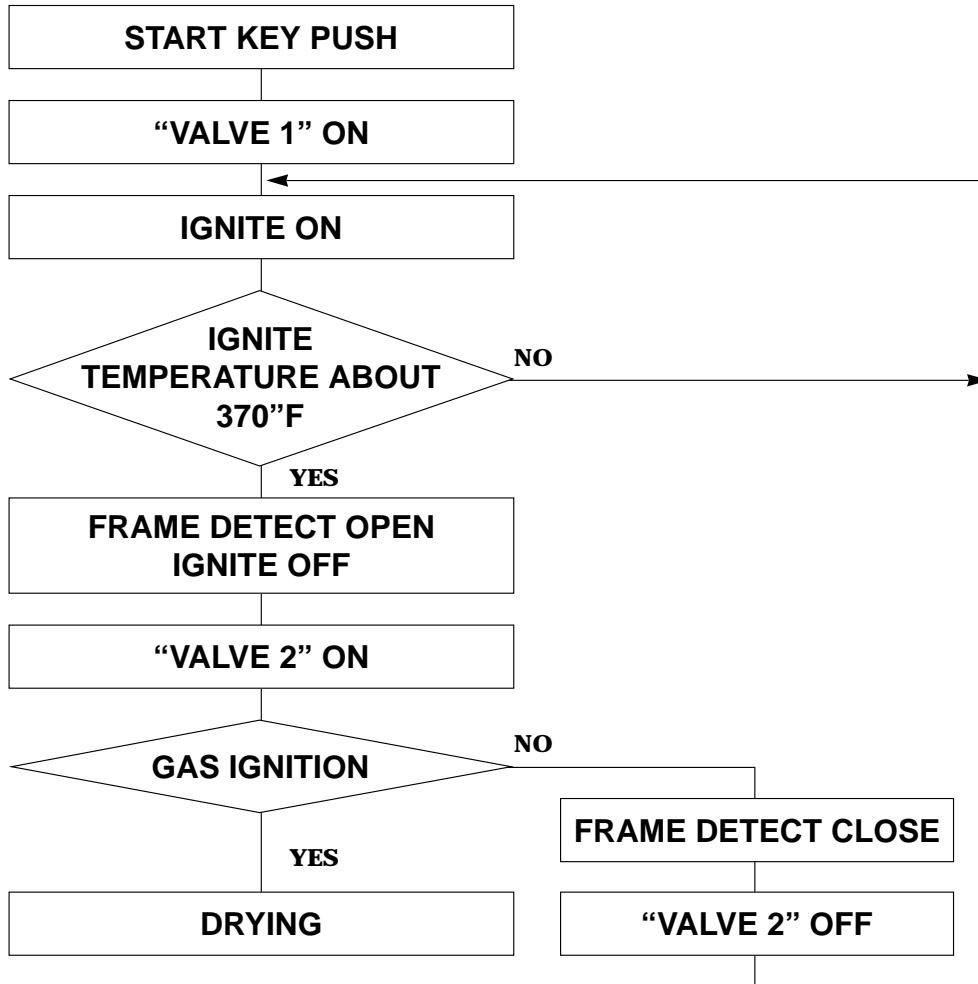 START KEY PUSH
“VALVE 1” ON
IGNITE ON
IGNITE
TEMPERATURE ABOUT
370”F
NO
YES
FRAME DETECT OPEN
IGNITE OFF
“VALVE 2” ON
GAS IGNITION
NO
FRAME DETECT CLOSE
YES
DRYING
“VALVE 2” OFF